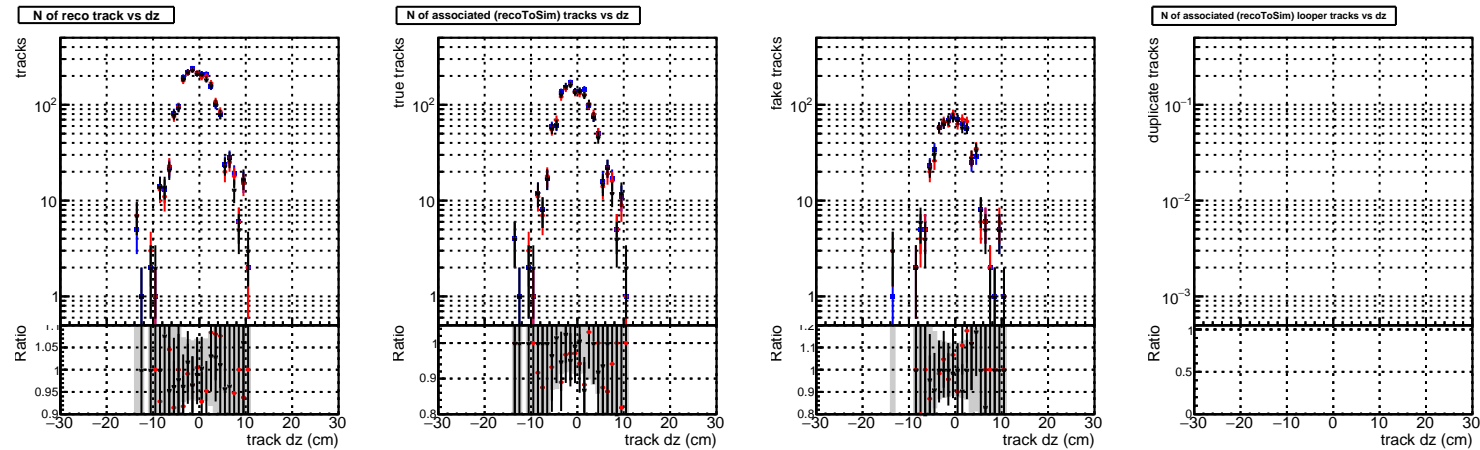 N of reco track vs dz
tracks
10²
10
1
Ratio
1.1
1.05
1
0.95
0.9
−30 −20 −10 0 10 20 30
track dz (cm)
N of associated (recoToSim) tracks vs dz
true tracks
10²
10
1
Ratio
1
0.9
0.8
−30 −20 −10 0 10 20 30
track dz (cm)
fake tracks
10²
10
1
Ratio
1.2
1.1
1
0.9
0.8
−30 −20 −10 0 10 20 30
track dz (cm)
N of associated (recoToSim) looper tracks vs dz
duplicate tracks
10⁻¹
10⁻²
10⁻³
Ratio
1
0.5
0
−30 −20 −10 0 10 20 30
track dz (cm)